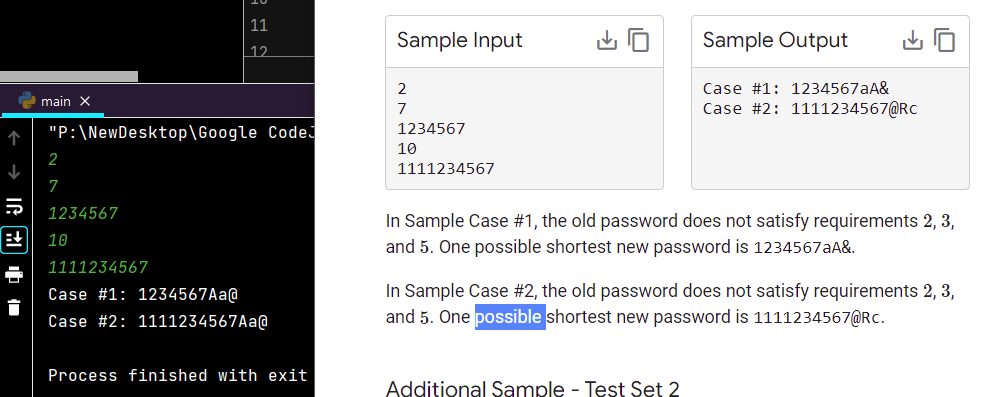 11
12
main ×
"P:\NewDesktop\Google CodeJ
2
7
1234567
10
1111234567
Case #1: 1234567Aa@
Case #2: 1111234567Aa@
Process finished with exit
Sample Input
2
7
1234567
10
1111234567
Sample Output
Case #1: 1234567aA&
Case #2: 1111234567@Rc
In Sample Case #1, the old password does not satisfy requirements 2, 3,
and 5. One possible shortest new password is 1234567aA&.
In Sample Case #2, the old password does not satisfy requirements 2, 3,
and 5. One possible shortest new password is 1111234567@Rc.
Additional Sample - Test Set 2